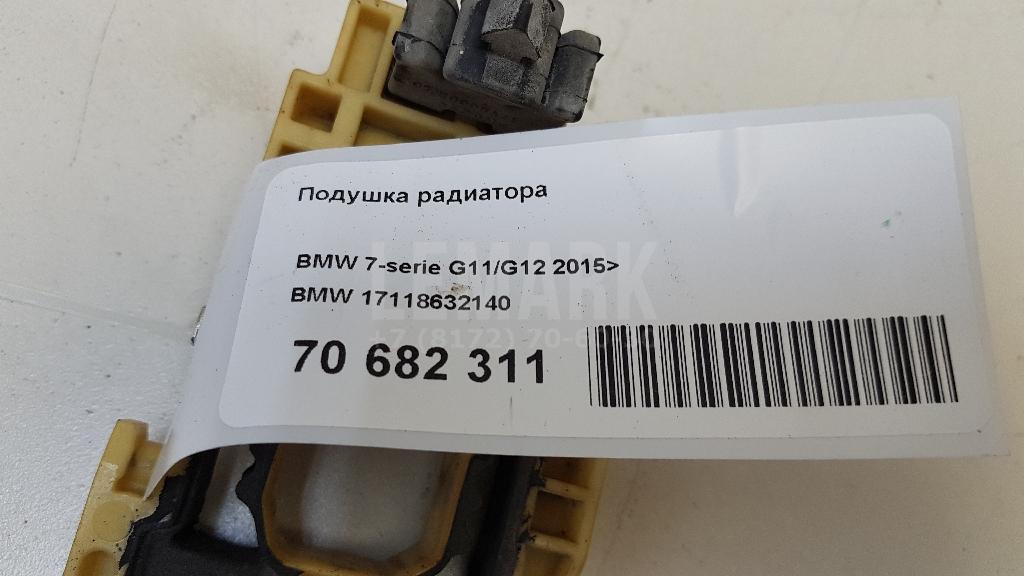 Подушка радиатора
BMW 7-serie G11/G12 2015>
BMW 17118632140
70 682 311
LEMARK